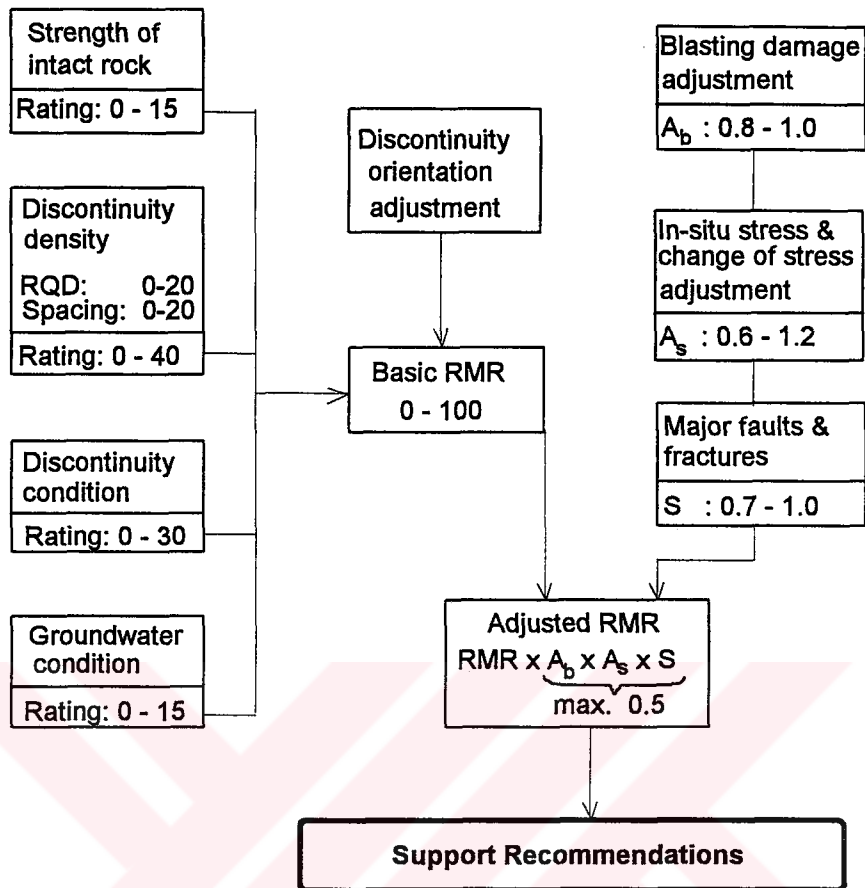 Strength of
intact rock
Rating: 0 - 15
Discontinuity
density
RQD: 0-20
Spacing: 0-20
Rating: 0 - 40
Discontinuity
condition
Rating: 0 - 30
Groundwater
condition
Rating: 0 - 15
Discontinuity
orientation
adjustment
Basic RMR
0 - 100
Blasting damage
adjustment
A_b : 0.8 - 1.0
In-situ stress &
change of stress
adjustment
A_s : 0.6 - 1.2
Major faults &
fractures
S : 0.7 - 1.0
Adjusted RMR
RMR x A_b x A_s x S
max. 0.5
Support Recommendations